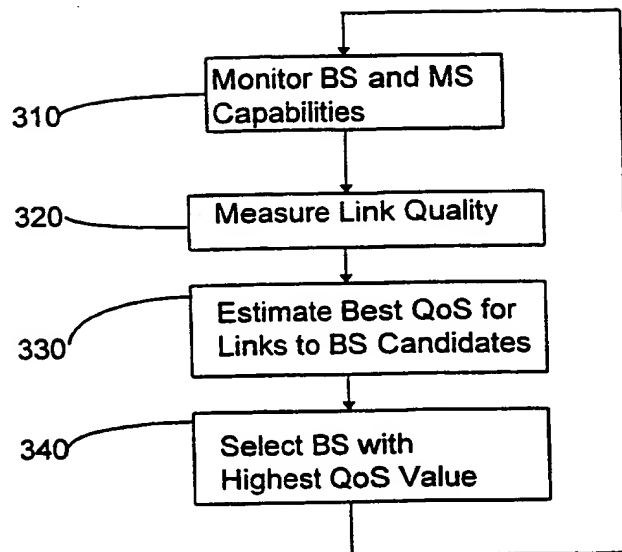 310
Monitor BS and MS
Capabilities
320
Measure Link Quality
330
Estimate Best QoS for
Links to BS Candidates
340
Select BS with
Highest QoS Value